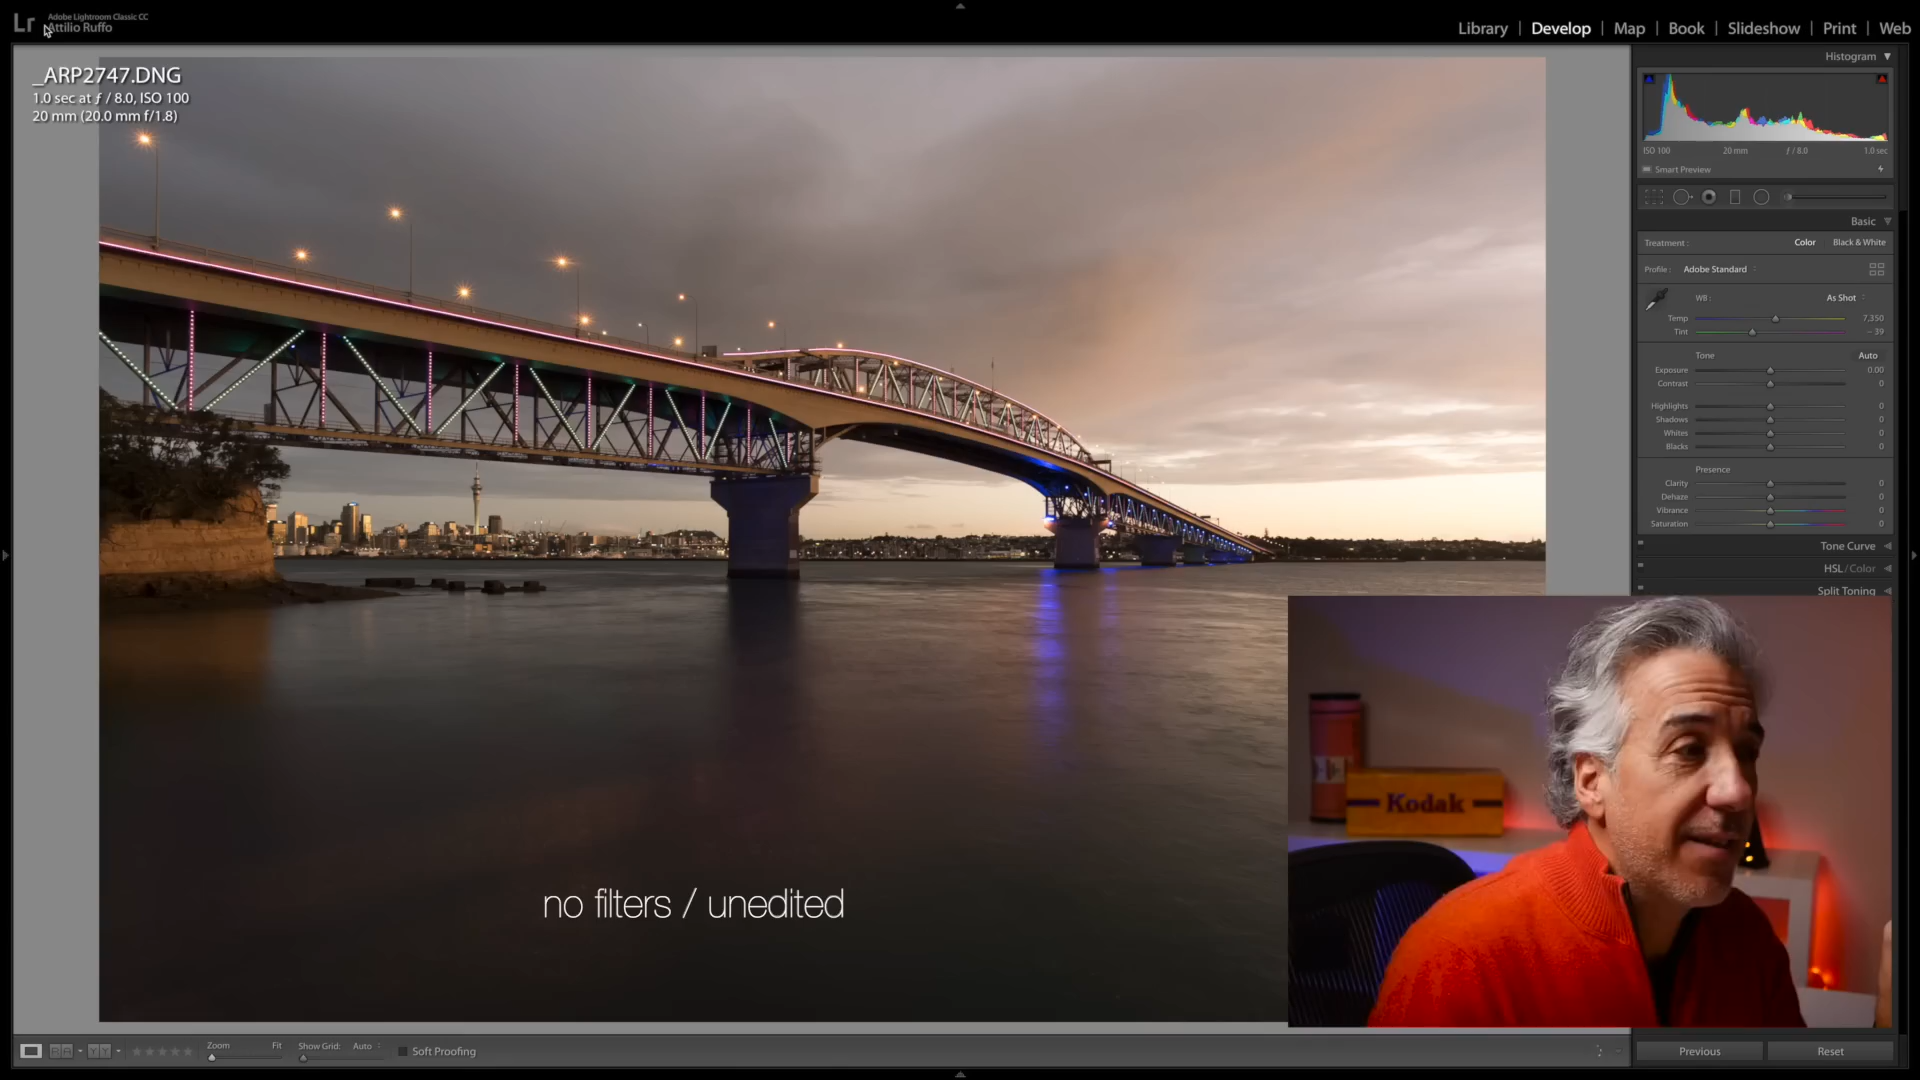 Lr
Adobe Lightroom Classic CC
Attilio Ruffo
Library | Develop | Map | Book | Slideshow | Print | Web
_ARP2747.DNG
1.0 sec at ƒ / 8.0, ISO 100
20 mm (20.0 mm f/1.8)
Histogram
ISO 100 20 mm ƒ / 8.0 1.0 sec
Smart Preview
Basic
Treatment : Color Black & White
Profile : Adobe Standard
WB : As Shot
Temp 7,350
Tint – 39
Tone Auto
Exposure 0.00
Contrast 0
Highlights 0
Shadows 0
Whites 0
Blacks 0
Presence
Clarity 0
Dehaze 0
Vibrance 0
Saturation 0
Tone Curve
HSL / Color
Split Toning
Kodak
no filters / unedited
Zoom Fit Show Grid: Auto Soft Proofing
Previous Reset